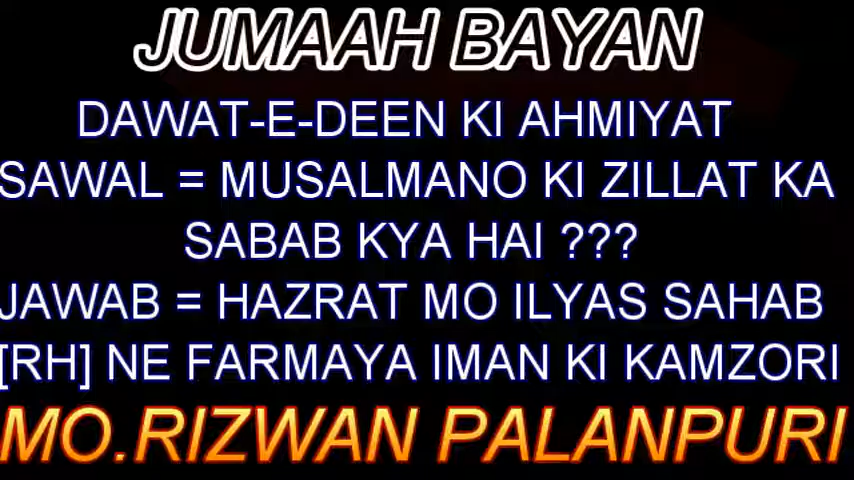 JUMAAH BAYAN
DAWAT-E-DEEN KI AHMIYAT
SAWAL = MUSALMANO KI ZILLAT KA
SABAB KYA HAI ???
JAWAB = HAZRAT MO ILYAS SAHAB
[RH] NE FARMAYA IMAN KI KAMZORI
MO.RIZWAN PALANPURI